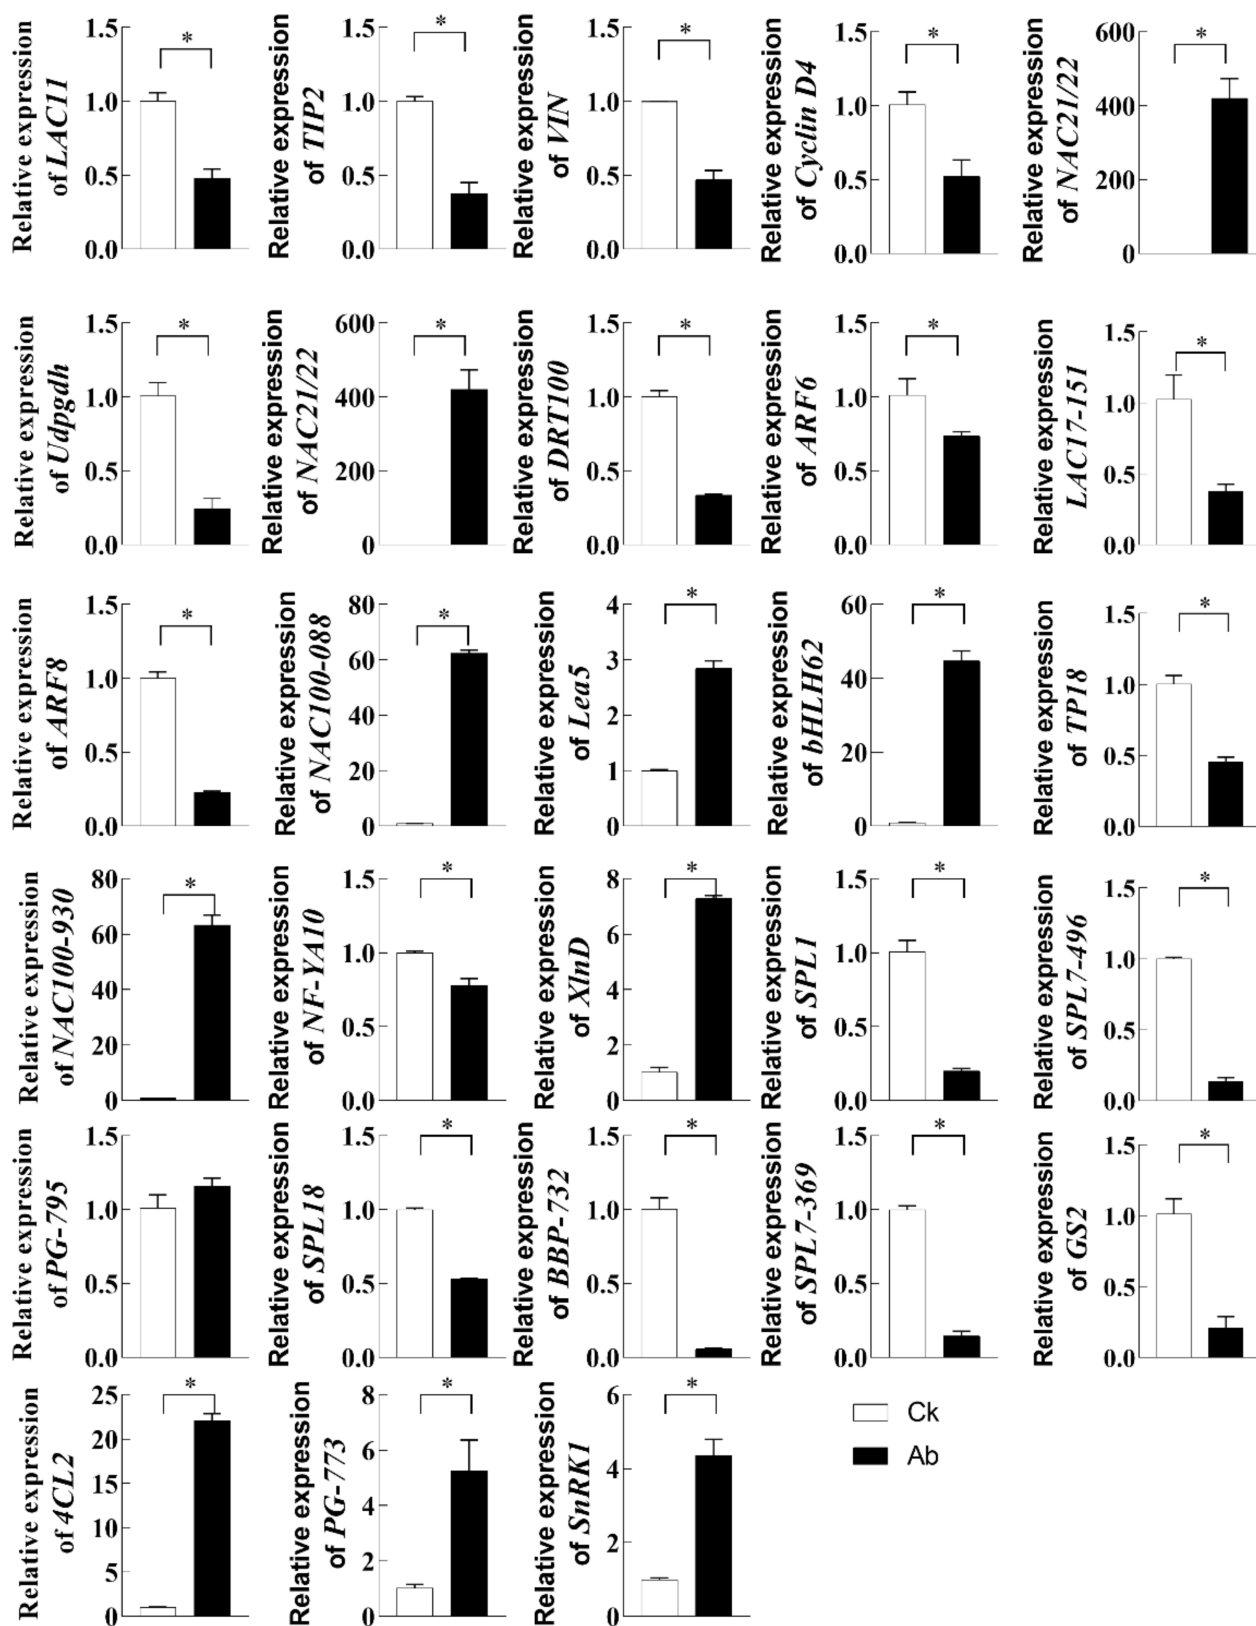 Relative expression
of LAC11
1.5
1.0
0.5
0.0
*
Relative expression
of TIP2
1.5
1.0
0.5
0.0
*
Relative expression
of VIN
1.5
1.0
0.5
0.0
*
Relative expression
of Cyclin D4
1.5
1.0
0.5
0.0
*
Relative expression
of NAC21/22
600
400
200
0
*
Relative expression
of Udpgdh
1.5
1.0
0.5
0.0
*
Relative expression
of NAC21/22
600
400
200
0
*
Relative expression
of DRT100
1.5
1.0
0.5
0.0
*
Relative expression
of ARF6
1.5
1.0
0.5
0.0
*
Relative expression
LAC17-151
1.5
1.0
0.5
0.0
*
Relative expression
of ARF8
1.5
1.0
0.5
0.0
*
Relative expression
of NAC100-088
80
60
40
20
0
*
Relative expression
of Lea5
4
3
2
1
0
*
Relative expression
of bHLH62
60
40
20
0
*
Relative expression
of TP18
1.5
1.0
0.5
0.0
*
Relative expression
of NAC100-930
80
60
40
20
0
*
Relative expression
of NF-YA10
1.5
1.0
0.5
0.0
*
Relative expression
of XlnD
8
6
4
2
0
*
Relative expression
of SPL1
1.5
1.0
0.5
0.0
*
Relative expression
of SPL7-496
1.5
1.0
0.5
0.0
*
Relative expression
of PG-795
1.5
1.0
0.5
0.0
Relative expression
of SPL18
1.5
1.0
0.5
0.0
*
Relative expression
of BBP-732
1.5
1.0
0.5
0.0
*
Relative expression
of SPL7-369
1.5
1.0
0.5
0.0
*
Relative expression
of GS2
1.5
1.0
0.5
0.0
*
Relative expression
of 4CL2
25
20
15
10
5
0
*
Relative expression
of PG-773
8
6
4
2
0
*
Relative expression
of SnRK1
6
4
2
0
*
Ck
Ab